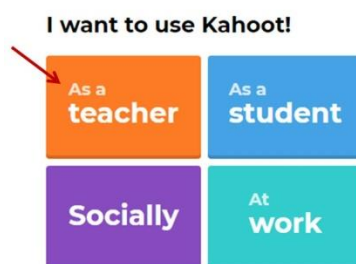 I want to use Kahoot!
As a
teacher
As a
student
Socially
At
work